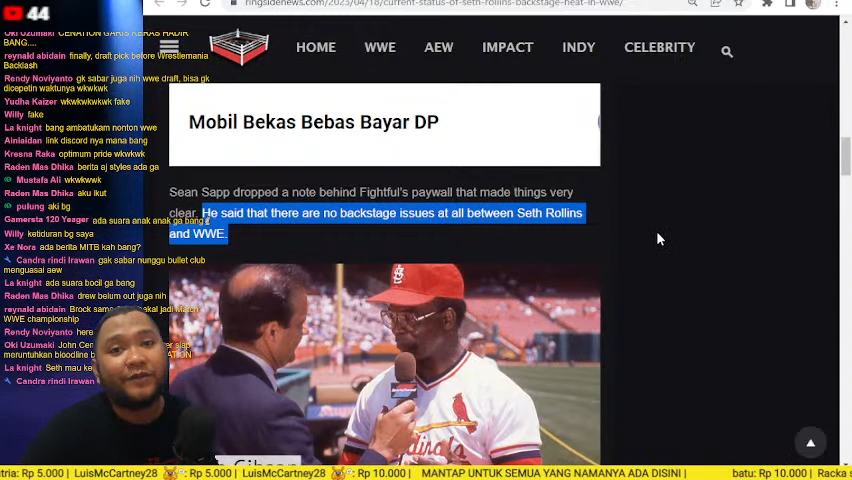 44
ringsidenews.com/2023/04/18/current-status-of-seth-rollins-backstage-heat-in-wwe/
HOME WWE AEW IMPACT INDY CELEBRITY
Oki Uzumaki CENATION GARIS KERAS HADIR
BANG....
reynald abidain finally, draft pick before Wrestlemania
Backlash
Rendy Noviyanto gk sabar juga nih wwe draft, bisa gk
dicepetin waktunya wkwkwk
Yudha Kaizer wkwkwkwkwk fake
Willy fake
La knight bang ambatukam nonton wwe
Ainiaidan link discord nya mana bang
Kresna Raka optimum pride wkwkwk
Raden Mas Dhika berita aj styles ada ga
Mustafa Ali wkwkwk
Raden Mas Dhika aku ikut
pulung aki bg
Gamersta 120 Yeager ada suara anak anak ga bang
Willy ketiduran bg saya
Xe Nora ada berita MITB kah bang?
Candra rindi Irawan gak sabar nunggu bullet club
menguasai aew
La knight ada suara bocil ga bang
Raden Mas Dhika drew belum out juga nih
reynald abidain Brock same
WWE championship
Rendy Noviyanto here
Oki Uzumaki John Cen
meruntuhkan bloodline b
La knight Seth mau ke
Candra rindi Irawan
Mobil Bekas Bebas Bayar DP
Sean Sapp dropped a note behind Fightful's paywall that made things very
clear. He said that there are no backstage issues at all between Seth Rollins
and WWE.
Cardinals
Gibson
tria: Rp 5.000 | LuisMcCartney28 : Rp 5.000 | LuisMcCartney28 : Rp 10.000 | MANTAP UNTUK SEMUA YANG NAMANYA ADA DISINI | batu: Rp 10.000 | Racka s